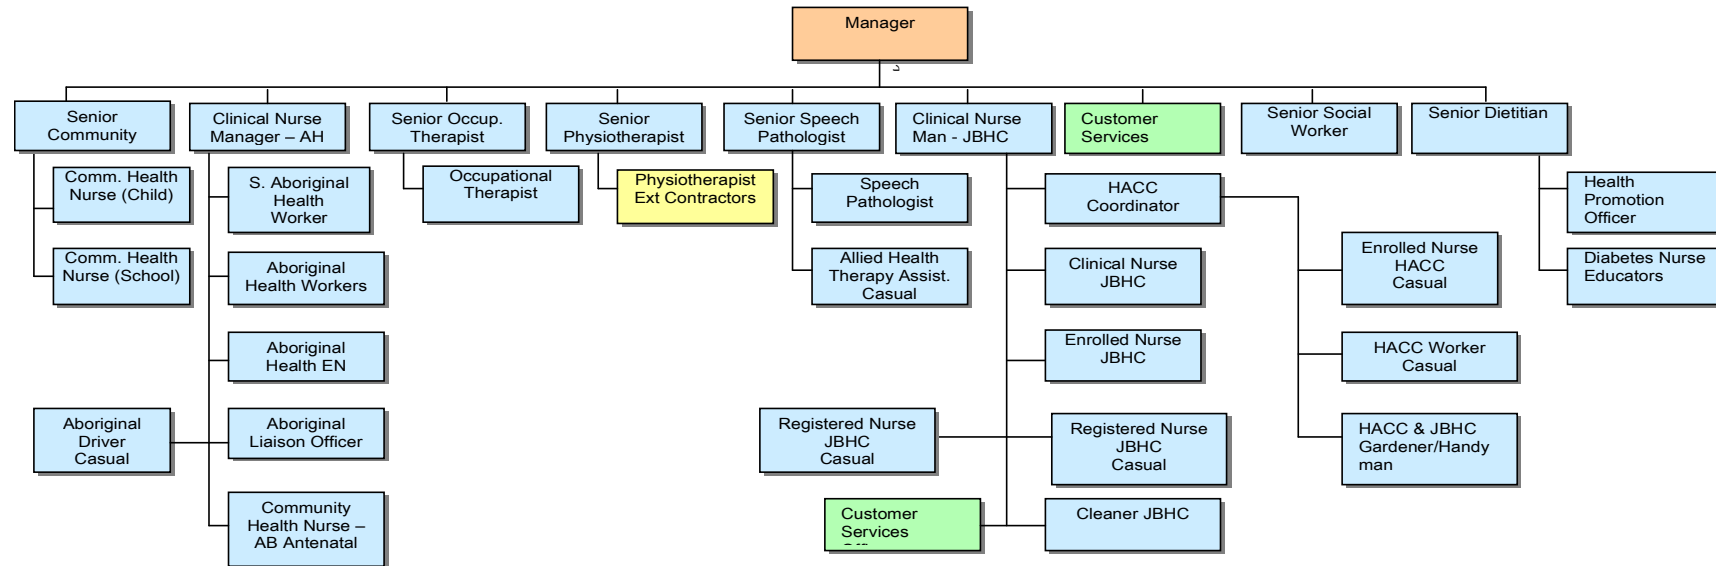 Manager
Senior
Community
Clinical Nurse
Manager – AH
Senior Occup.
Therapist
Senior
Physiotherapist
Senior Speech
Pathologist
Clinical Nurse
Man - JBHC
Customer
Services
Senior Social
Worker
Senior Dietitian
Comm. Health
Nurse (Child)
S. Aboriginal
Health
Worker
Occupational
Therapist
Physiotherapist
Ext Contractors
Speech
Pathologist
HACC
Coordinator
Health
Promotion
Officer
Comm. Health
Nurse (School)
Aboriginal
Health Workers
Allied Health
Therapy Assist.
Casual
Clinical Nurse
JBHC
Enrolled Nurse
HACC
Casual
Diabetes Nurse
Educators
Aboriginal
Health EN
Enrolled Nurse
JBHC
HACC Worker
Casual
Aboriginal
Driver
Casual
Aboriginal
Liaison Officer
Registered Nurse
JBHC
Casual
Registered Nurse
JBHC
Casual
HACC & JBHC
Gardener/Handy
man
Community
Health Nurse –
AB Antenatal
Customer
Services
Cleaner JBHC